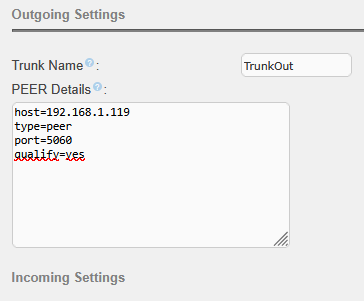 Outgoing Settings
Trunk Name?: TrunkOut
PEER Details?:
host=192.168.1.119
type=peer
port=5060
qualify=yes
Incoming Settings